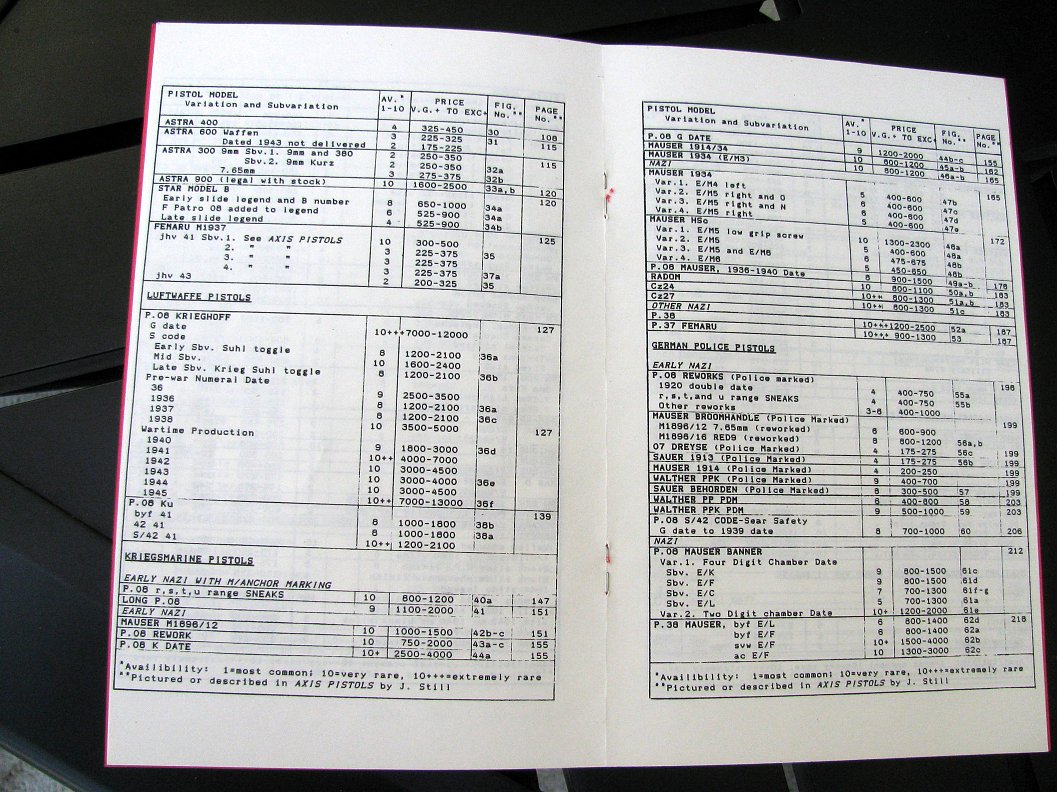 PISTOL MODEL AV.* PRICE FIG. PAGE
Variation and Subvariation 1-10 V.G.+ TO EXC+ No.** No.**
ASTRA 400 4 325-450 30 108
ASTRA 600 Waffen 3 225-325 31 115
Dated 1943 not delivered 2 175-225
ASTRA 300 9mm Sbv.1. 9mm and 380 2 250-350 115
Sbv.2. 9mm Kurz 2 250-350 32a
7.65mm 3 275-375 32b
ASTRA 900 (legal with stock) 10 1600-2500 33a,b 120
STAR MODEL B 120
Early slide legend and B number 8 650-1000 34a
F Patro 08 added to legend 6 525-900 34a
Late slide legend 4 525-900 34b
FEMARU M1937 125
jhv 41 Sbv.1. See AXIS PISTOLS 10 300-500
2. " " 3 225-375 35
3. " " 3 225-375
4. " " 3 225-375 37a
jhv 43 2 200-325 35
LUFTWAFFE PISTOLS
P.08 KRIEGHOFF 127
G date 10+++7000-12000
S code
Early Sbv. Suhl toggle 8 1200-2100 36a
Mid Sbv. 10 1600-2400
Late Sbv. Krieg Suhl toggle 8 1200-2100 36b
Pre-war Numeral Date
36 9 2500-3500
1936 8 1200-2100 36a
1937 8 1200-2100 36c
1938 10 3500-5000
Wartime Production 127
1940 9 1800-3000 36d
1941 10++ 4000-7000
1942 10 3000-4500
1943 10 3000-4000 36e
1944 10 3000-4500
1945 10++ 7000-13000 36f
P.08 Ku 139
byf 41 8 1000-1800 38b
42 41 8 1000-1800 38a
S/42 41 10++ 1200-2100
KRIEGSMARINE PISTOLS
EARLY NAZI WITH M/ANCHOR MARKING
P.08 r,s,t,u range SNEAKS 10 800-1200 40a 147
LONG P.08 9 1100-2000 41 151
EARLY NAZI
MAUSER M1896/12 10 1000-1500 42b-c 151
P.08 REWORK 10 750-2000 43a-c 155
P.08 K DATE 10+ 2500-4000 44a 155
*Availibility: 1=most common; 10=very rare, 10+++=extremely rare
**Pictured or described in AXIS PISTOLS by J. Still
PISTOL MODEL AV.* PRICE FIG. PAGE
Variation and Subvariation 1-10 V.G.+ TO EXC+ No.** No.**
P.08 G DATE 9 1200-2000 44b-c 155
MAUSER 1914/34 10 800-1200 45a-b 162
MAUSER 1934 (E/M3) 10 800-1200 46a-b 165
NAZI
MAUSER 1934 165
Var.1. E/M4 left 5 400-600 47b
Var.2. E/M5 right and O 6 400-600 47c
Var.3. E/M5 right and N 6 400-600 47d
Var.4. E/M5 right 5 400-600 47e
MAUSER HSc 172
Var.1. E/M5 low grip screw 10 1300-2300 48a
Var.2. E/M5 5 400-600 48a
Var.3. E/M5 and E/M6 6 475-675 48b
Var.4. E/M6 5 450-650 48b
P.08 MAUSER, 1936-1940 Date 8 900-1500 49a-b 178
RADOM 10 800-1100 50a,b 183
Cz24 10++ 800-1300 51a,b 183
Cz27 10++ 800-1300 51c 183
OTHER NAZI
P.38 10+++1200-2500 52a 187
P.37 FEMARU 10+++ 900-1300 53 187
GERMAN POLICE PISTOLS
EARLY NAZI
P.08 REWORKS (Police marked) 198
1920 double date 4 400-750 55a
r,s,t,and u range SNEAKS 4 400-750 55b
Other reworks 3-6 400-1000
MAUSER BROOMHANDLE (Police Marked) 199
M1896/12 7.65mm (reworked) 6 600-900
M1896/16 RED9 (reworked) 8 800-1200 56a,b
07 DREYSE (Police Marked) 4 175-275 56c 199
SAUER 1913 (Police Marked) 4 175-275 56b 199
MAUSER 1914 (Police Marked) 4 200-250 199
WALTHER PPK (Police Marked) 9 400-700 199
SAUER BEHORDEN (Police Marked) 8 300-500 57 199
WALTHER PP PDM 8 400-800 58 203
WALTHER PPK PDM 9 500-1000 59 203
P.08 S/42 CODE-Sear Safety
G date to 1939 date 8 700-1000 60 206
NAZI
P.08 MAUSER BANNER 212
Var.1. Four Digit Chamber Date
Sbv. E/K 9 800-1500 61c
Sbv. E/F 9 800-1500 61d
Sbv. E/C 7 700-1300 61f-g
Sbv. E/L 5 700-1300 61a
Var.2. Two Digit chamber Date 10+ 1200-2000 61e
P.38 MAUSER, byf E/L 6 800-1400 62d 218
byf E/F 8 800-1400 62a
svw E/F 10+ 1500-4000 62b
ac E/F 10 1300-3000 62c
*Availibility: 1=most common; 10=very rare, 10+++=extremely rare
**Pictured or described in AXIS PISTOLS by J. Still